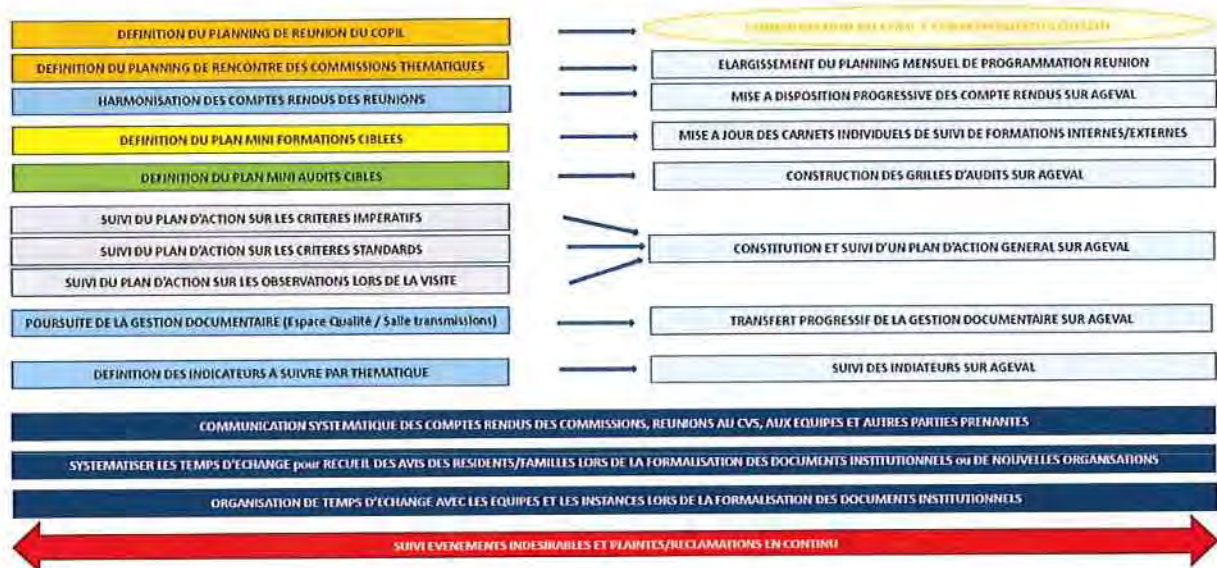 DEFINITION DU PLANNING DE REUNION DU COPIL
DEFINITION DU PLANNING DE RENCONTRE DES COMMISSIONS THEMATIQUES
ELARGISSEMENT DU PLANNING MENSUEL DE PROGRAMMATION REUNION
HARMONISATION DES COMPTES RENDUS DES REUNIONS
MISE A DISPOSITION PROGRESSIVE DES COMPTE RENDUS SUR AGEVAL
DEFINITION DU PLAN MINI FORMATIONS CIBLEES
MISE A JOUR DES CARNETS INDIVIDUELS DE SUIVI DE FORMATIONS INTERNES/EXTERNES
DEFINITION DU PLAN MINI AUDITS CIBLES
CONSTRUCTION DES GRILLES D'AUDITS SUR AGEVAL
SUIVI DU PLAN D'ACTION SUR LES CRITERES IMPERATIFS
SUIVI DU PLAN D'ACTION SUR LES CRITERES STANDARDS
SUIVI DU PLAN D'ACTION SUR LES OBSERVATIONS LORS DE LA VISITE
CONSTITUTION ET SUIVI D'UN PLAN D'ACTION GENERAL SUR AGEVAL
POURSUITE DE LA GESTION DOCUMENTAIRE (Espace Qualité / Salle transmissions)
TRANSFERT PROGRESSIF DE LA GESTION DOCUMENTAIRE SUR AGEVAL
DEFINITION DES INDICATEURS A SUIVRE PAR THEMATIQUE
SUIVI DES INDIATEURS SUR AGEVAL
COMMUNICATION SYSTEMATIQUE DES COMPTES RENDUS DES COMMISSIONS, REUNIONS AU CVS, AUX EQUIPES ET AUTRES PARTIES PRENANTES
SYSTEMATISER LES TEMPS D'ECHANGE pour RECUEIL DES AVIS DES RESIDENTS/FAMILLES LORS DE LA FORMALISATION DES DOCUMENTS INSTITUTIONNELS ou DE NOUVELLES ORGANISATIONS
ORGANISATION DE TEMPS D'ECHANGE AVEC LES EQUIPES ET LES INSTANCES LORS DE LA FORMALISATION DES DOCUMENTS INSTITUTIONNELS
SUIVI EVENEMENTS INDESIRABLES ET PLAINTES/RECLAMATIONS EN CONTINU